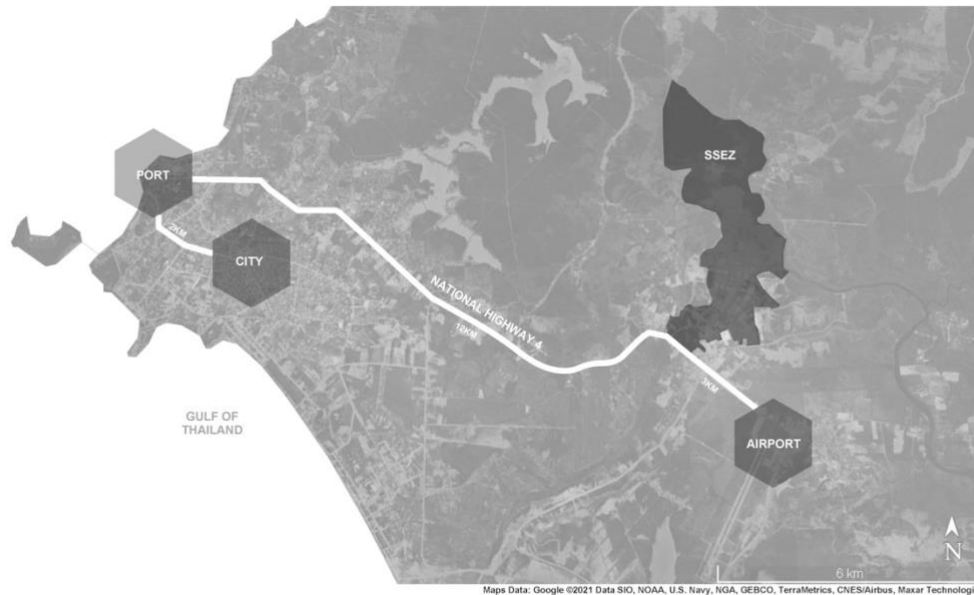 SSEZ
PORT
2KM
CITY
NATIONAL HIGHWAY 4
12KM
3KM
GULF OF
THAILAND
AIRPORT
N
6 km
Maps Data: Google ©2021 Data SIO, NOAA, U.S. Navy, NGA, GEBCO, TerraMetrics, CNES/Airbus, Maxar Technologi